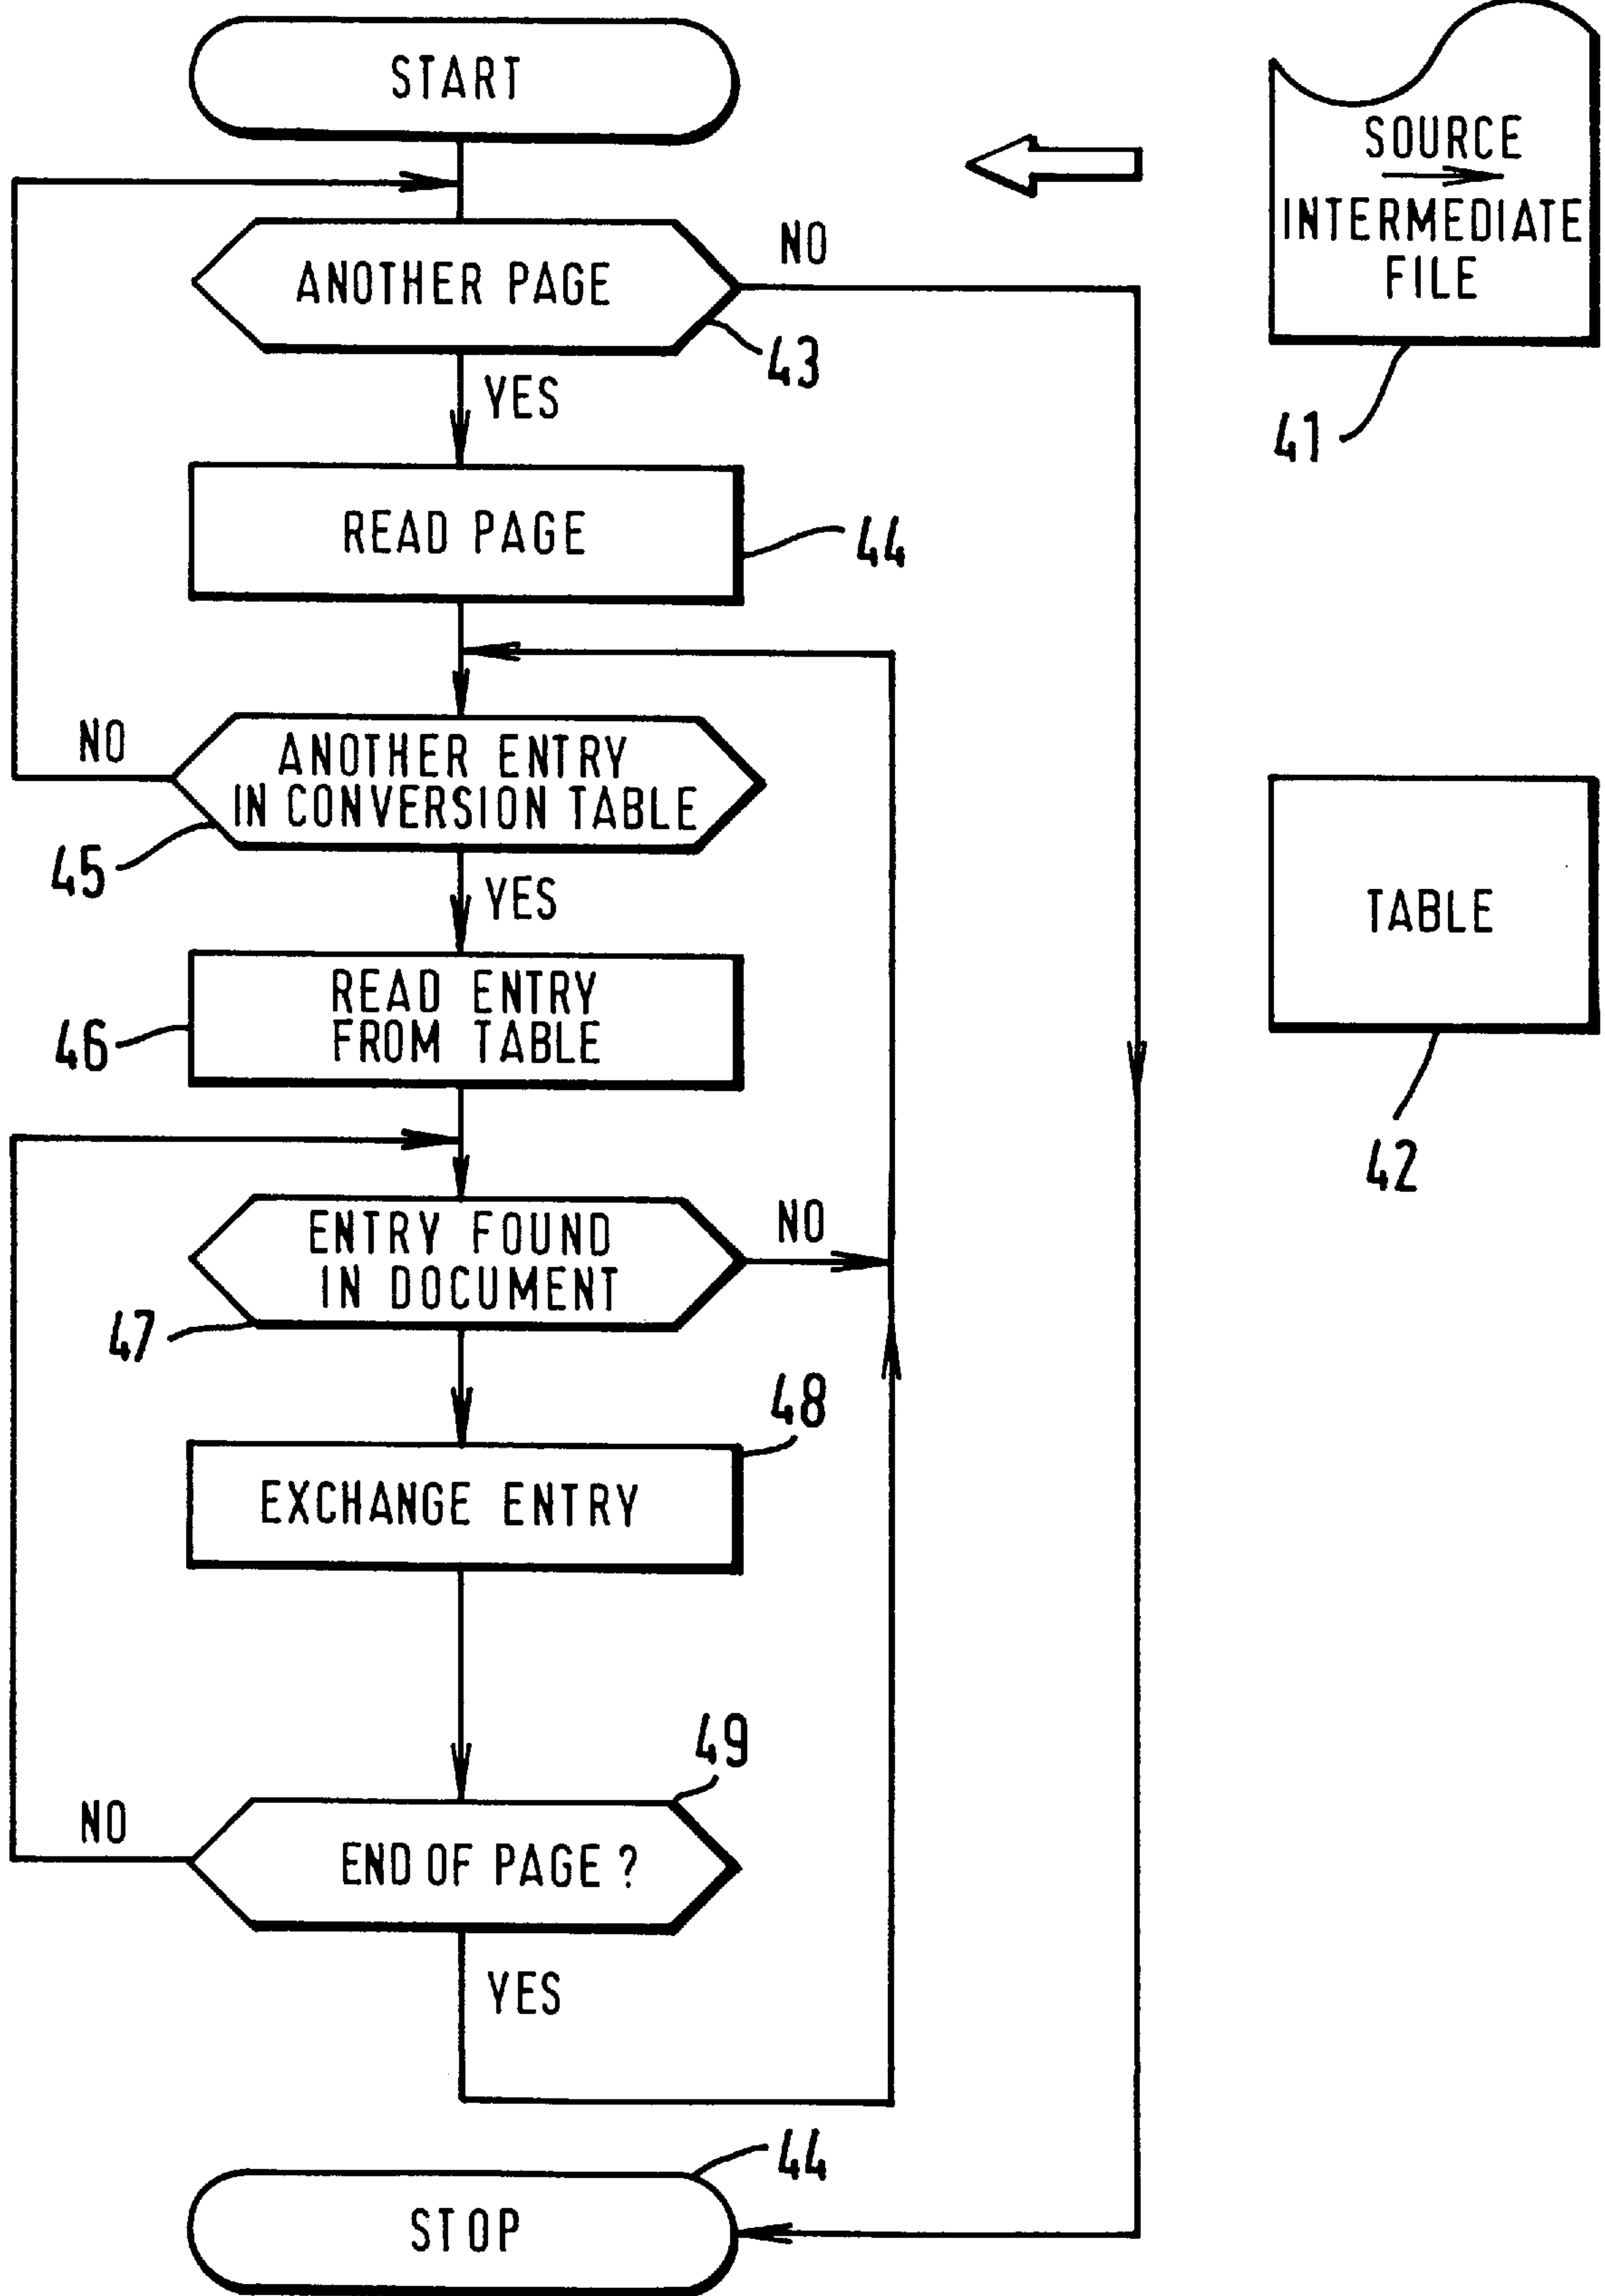 START
SOURCE
INTERMEDIATE
FILE
41
ANOTHER PAGE
NO
43
YES
READ PAGE
44
NO
ANOTHER ENTRY
IN CONVERSION TABLE
45
YES
TABLE
42
READ ENTRY
FROM TABLE
46
ENTRY FOUND
IN DOCUMENT
NO
47
48
EXCHANGE ENTRY
49
NO
END OF PAGE ?
YES
44
STOP